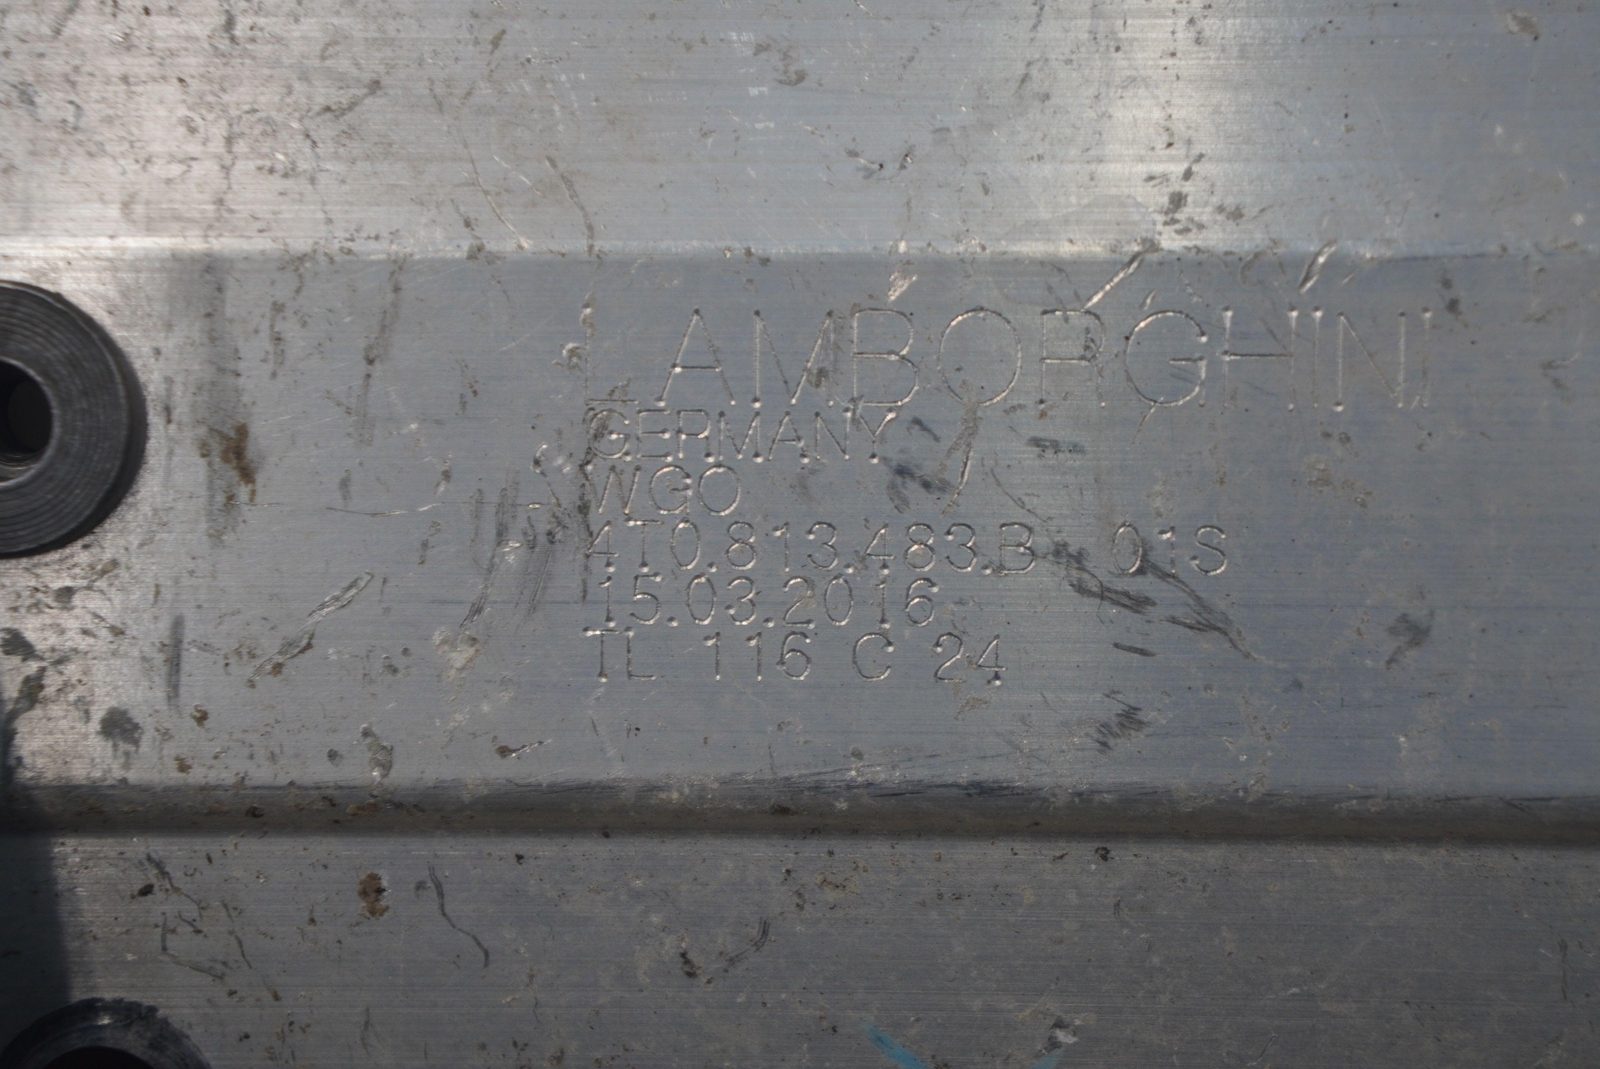 LAMBORGHINI
GERMANY
WGO
4T0.813.483.B 01S
15.03.2016
TL 116 C 24